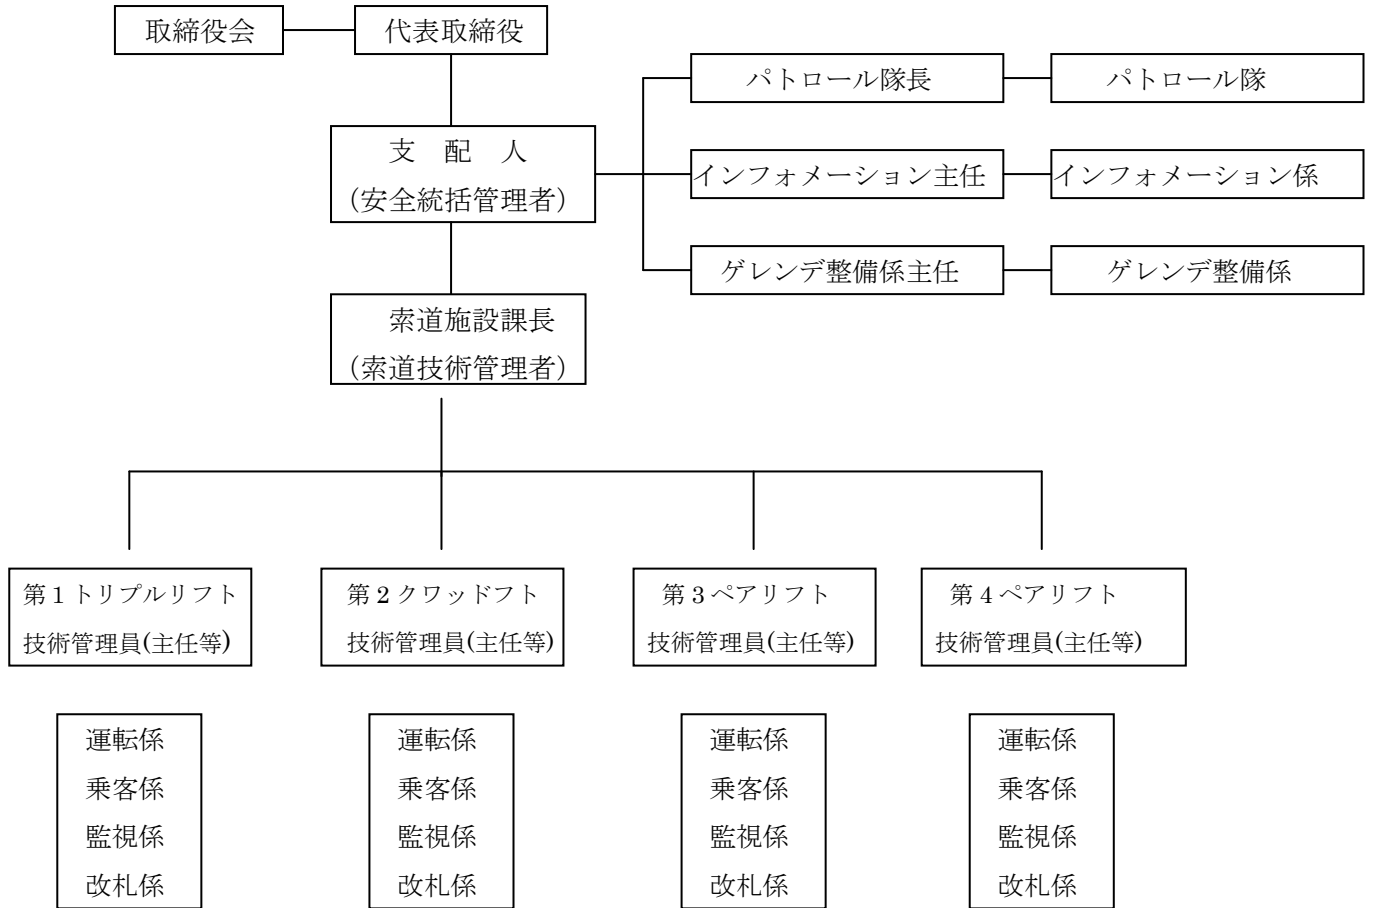 取締役会
代表取締役
パトロール隊長
パトロール隊
支　配　人
(安全統括管理者)
インフォメーション主任
インフォメーション係
ゲレンデ整備係主任
ゲレンデ整備係
索道施設課長
(索道技術管理者)
第1トリプルリフト
技術管理員(主任等)
第2クワッドフト
技術管理員(主任等)
第3ペアリフト
技術管理員(主任等)
第4ペアリフト
技術管理員(主任等)
運転係
乗客係
監視係
改札係
運転係
乗客係
監視係
改札係
運転係
乗客係
監視係
改札係
運転係
乗客係
監視係
改札係